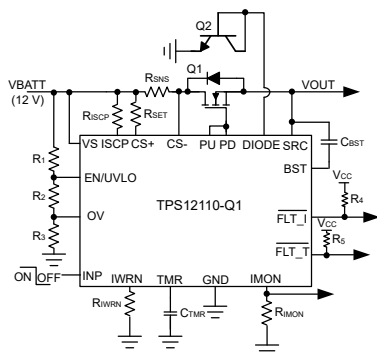 Q2
VBATT
(12 V)
RSNS
Q1
VOUT
RISCP
RSET
CBST
VS ISCP CS+ CS- PU PD DIODE SRC
BST
R1
EN/UVLO
R2
OV
R3
TPS12110-Q1
VCC
R4
FLT_I
VCC
R5
FLT_T
ON OFF
INP
IWRN TMR GND IMON
RIWRN
CTMR
RIMON